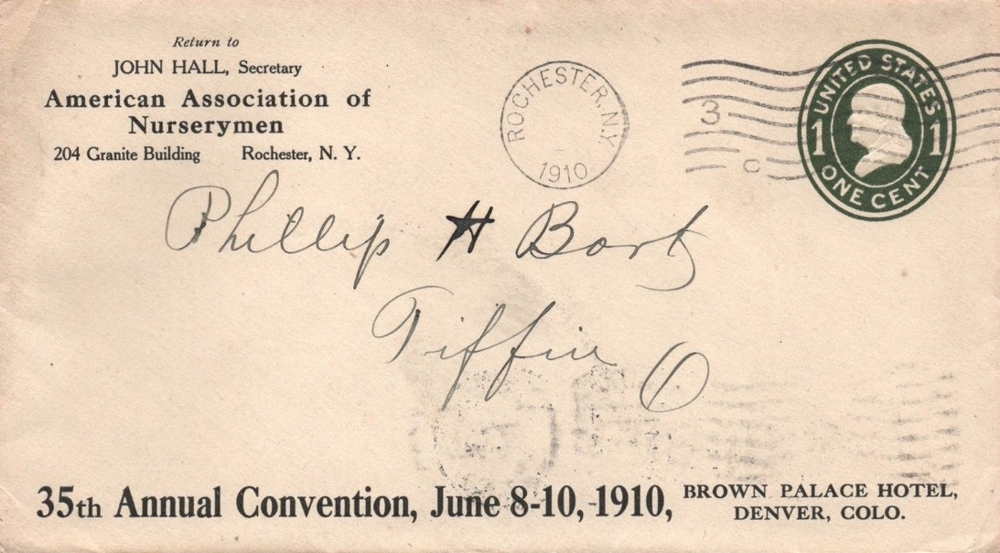 Return to
JOHN HALL, Secretary
American Association of
Nurserymen
204 Granite Building Rochester, N. Y.
ROCHESTER, N.Y.
1910
3
C
UNITED STATES
1 1
ONE CENT
Phillip H Bortz
Tiffin O
35th Annual Convention, June 8-10, 1910,
BROWN PALACE HOTEL,
DENVER, COLO.